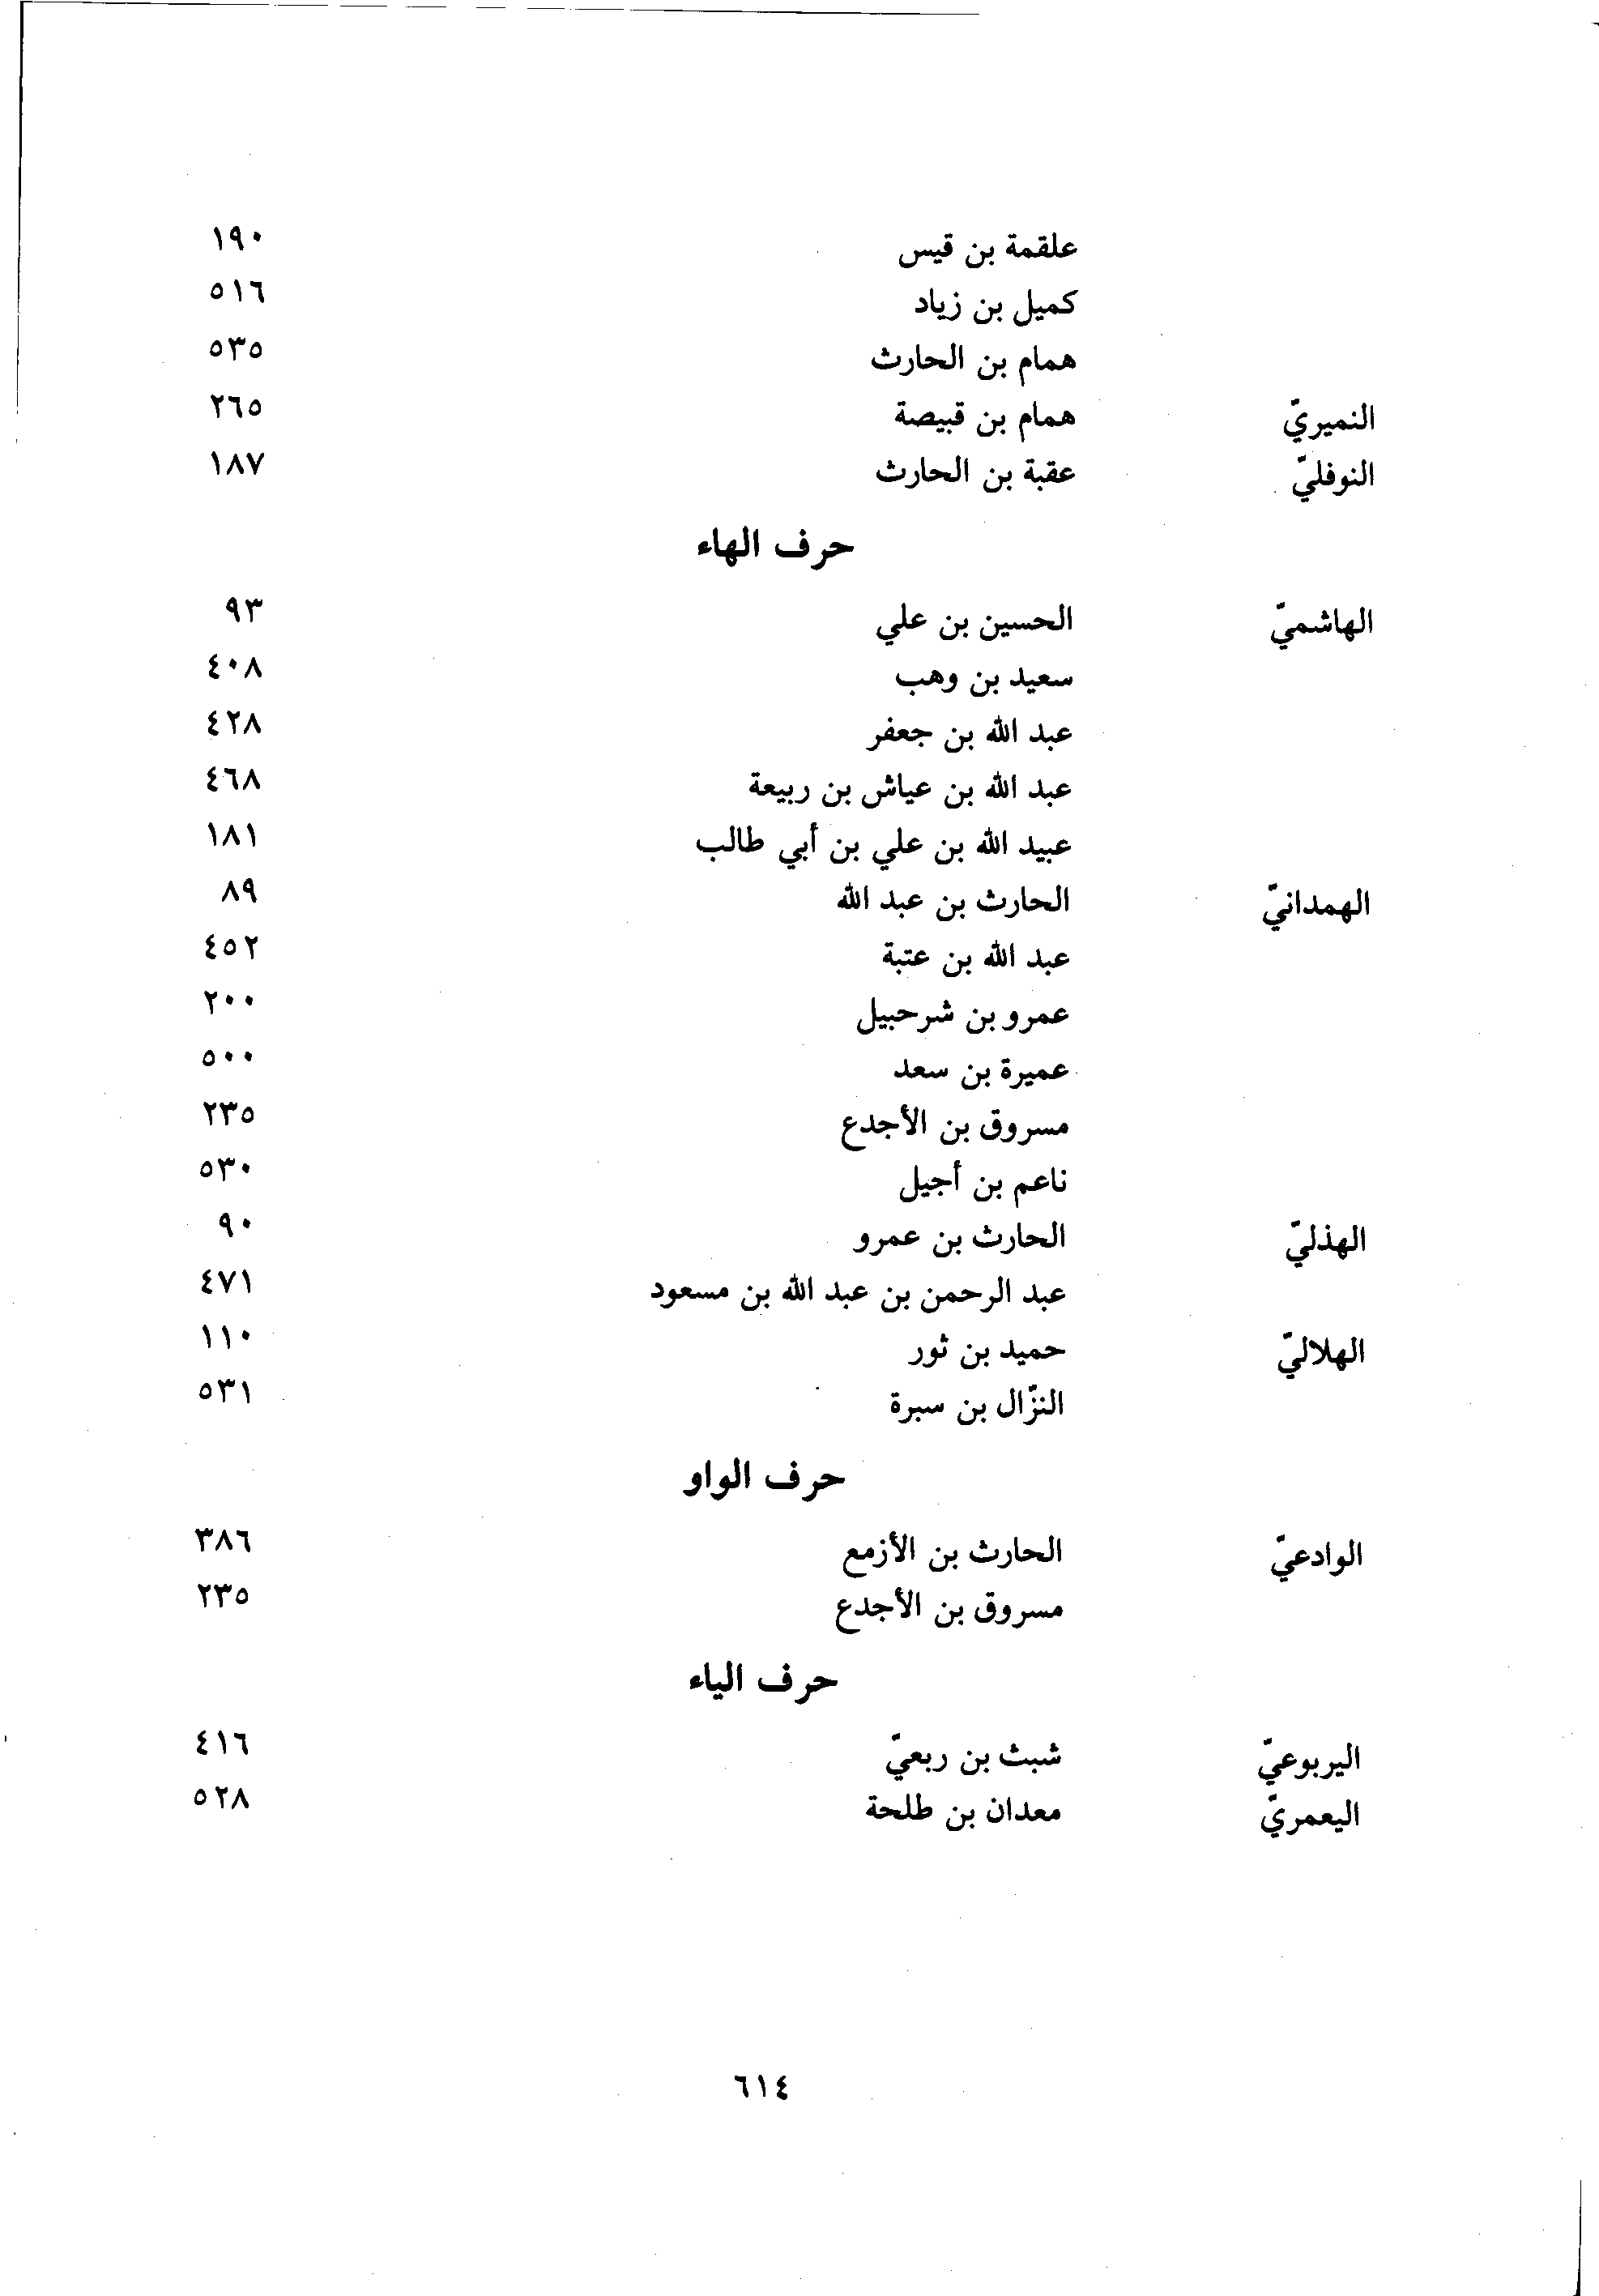 علقمة بن قيس ١٩٠
كميل بن زياد ٥١٦
همام بن الحارث ٥٣٥
النميريّ همام بن قبيصة ٢٦٥
النوفليّ عقبة بن الحارث ١٨٧
حرف الهاء
الهاشميّ الحسين بن علي ٩٣
سعيد بن وهب ٤٠٨
عبد الله بن جعفر ٤٢٨
عبد الله بن عياش بن ربيعة ٤٦٨
عبيد الله بن علي بن أبي طالب ١٨١
الهمدانيّ الحارث بن عبد الله ٨٩
عبد الله بن عتبة ٤٥٢
عمرو بن شرحبيل ٢٠٠
عميرة بن سعد ٥٠٠
مسروق بن الأجدع ٢٣٥
ناعم بن أجيل ٥٣٠
الهذليّ الحارث بن عمرو ٩٠
عبد الرحمن بن عبد الله بن مسعود ٤٧١
الهلاليّ حميد بن ثور ١١٠
النزّال بن سبرة ٥٣١
حرف الواو
الوادعيّ الحارث بن الأزمع ٣٨٦
مسروق بن الأجدع ٢٣٥
حرف الياء
اليربوعيّ شبث بن ربعيّ ٤١٦
اليعمريّ معدان بن طلحة ٥٢٨
٦١٤